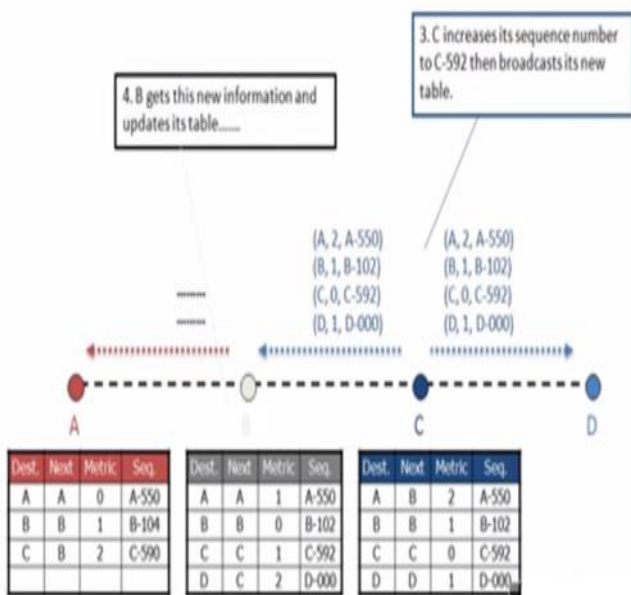 3. C increases its sequence number
to C-592 then broadcasts its new
table.
4. B gets this new information and
updates its table.......
(A, 2, A-550) (A, 2, A-550)
(B, 1, B-102) (B, 1, B-102)
(C, 0, C-592) (C, 0, C-592)
(D, 1, D-000) (D, 1, D-000)
A B C D
Dest. Next Metric Seq.
A A 0 A-550
B B 1 B-104
C B 2 C-590
Dest. Next Metric Seq.
A A 1 A-550
B B 0 B-102
C C 1 C-592
D C 2 D-000
Dest. Next Metric Seq.
A B 2 A-550
B B 1 B-102
C C 0 C-592
D D 1 D-000